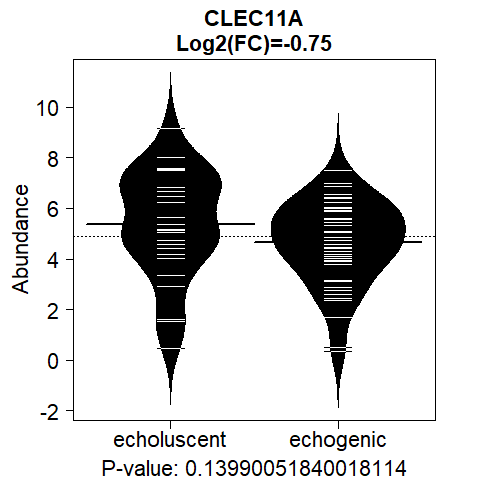 CLEC11A
Log2(FC)=-0.75
Abundance
10
8
6
4
2
0
-2
echoluscent echogenic
P-value: 0.13990051840018114